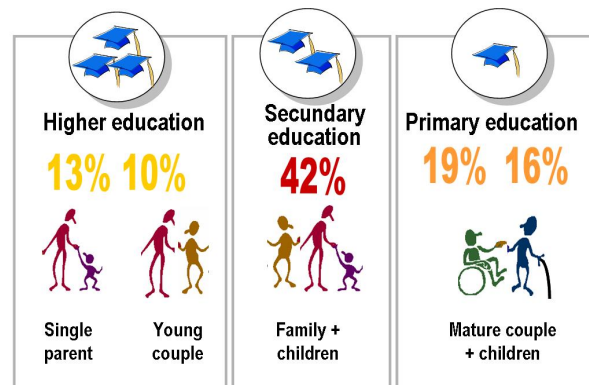 Higher education
13% 10%
Single parent
Young couple
Secundary
education
42%
Family +
children
Primary education
19% 16%
Mature couple
+ children